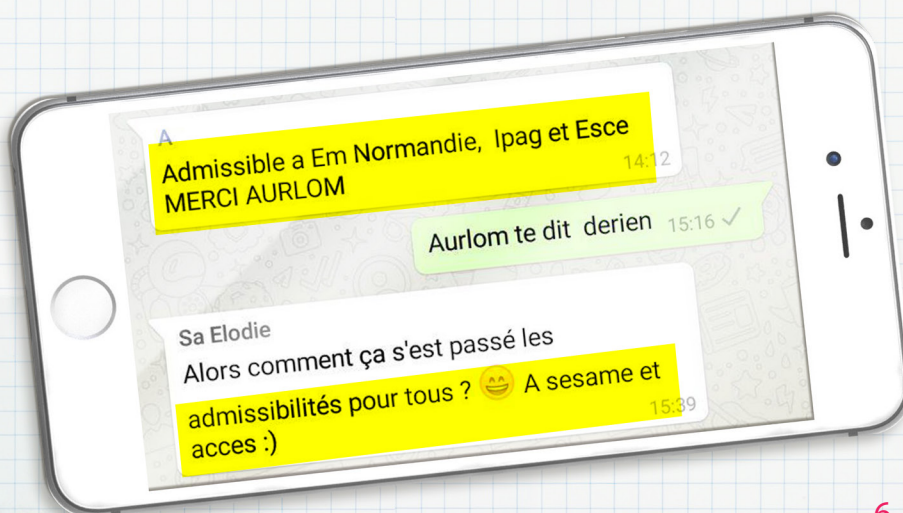 A
Admissible a Em Normandie, Ipag et Esce
MERCI AURLOM
14:12
Aurlom te dit derien 15:16
Sa Elodie
Alors comment ça s'est passé les
admissibilités pour tous ? 😄 A sesame et
acces :)
15:39
6